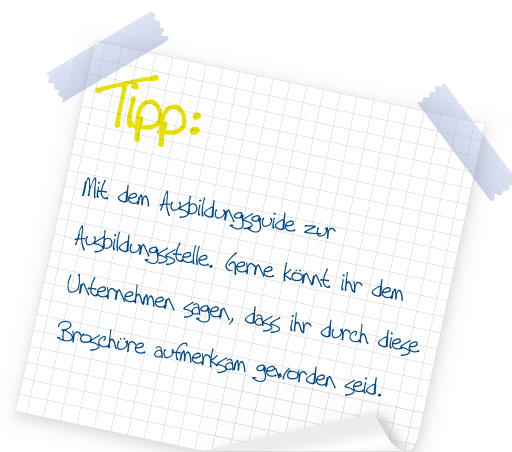 Tipp:
Mit dem Ausbildungsguide zur
Ausbildungsstelle. Gerne könnt ihr dem
Unternehmen sagen, dass ihr durch diese
Broschüre aufmerksam geworden seid.